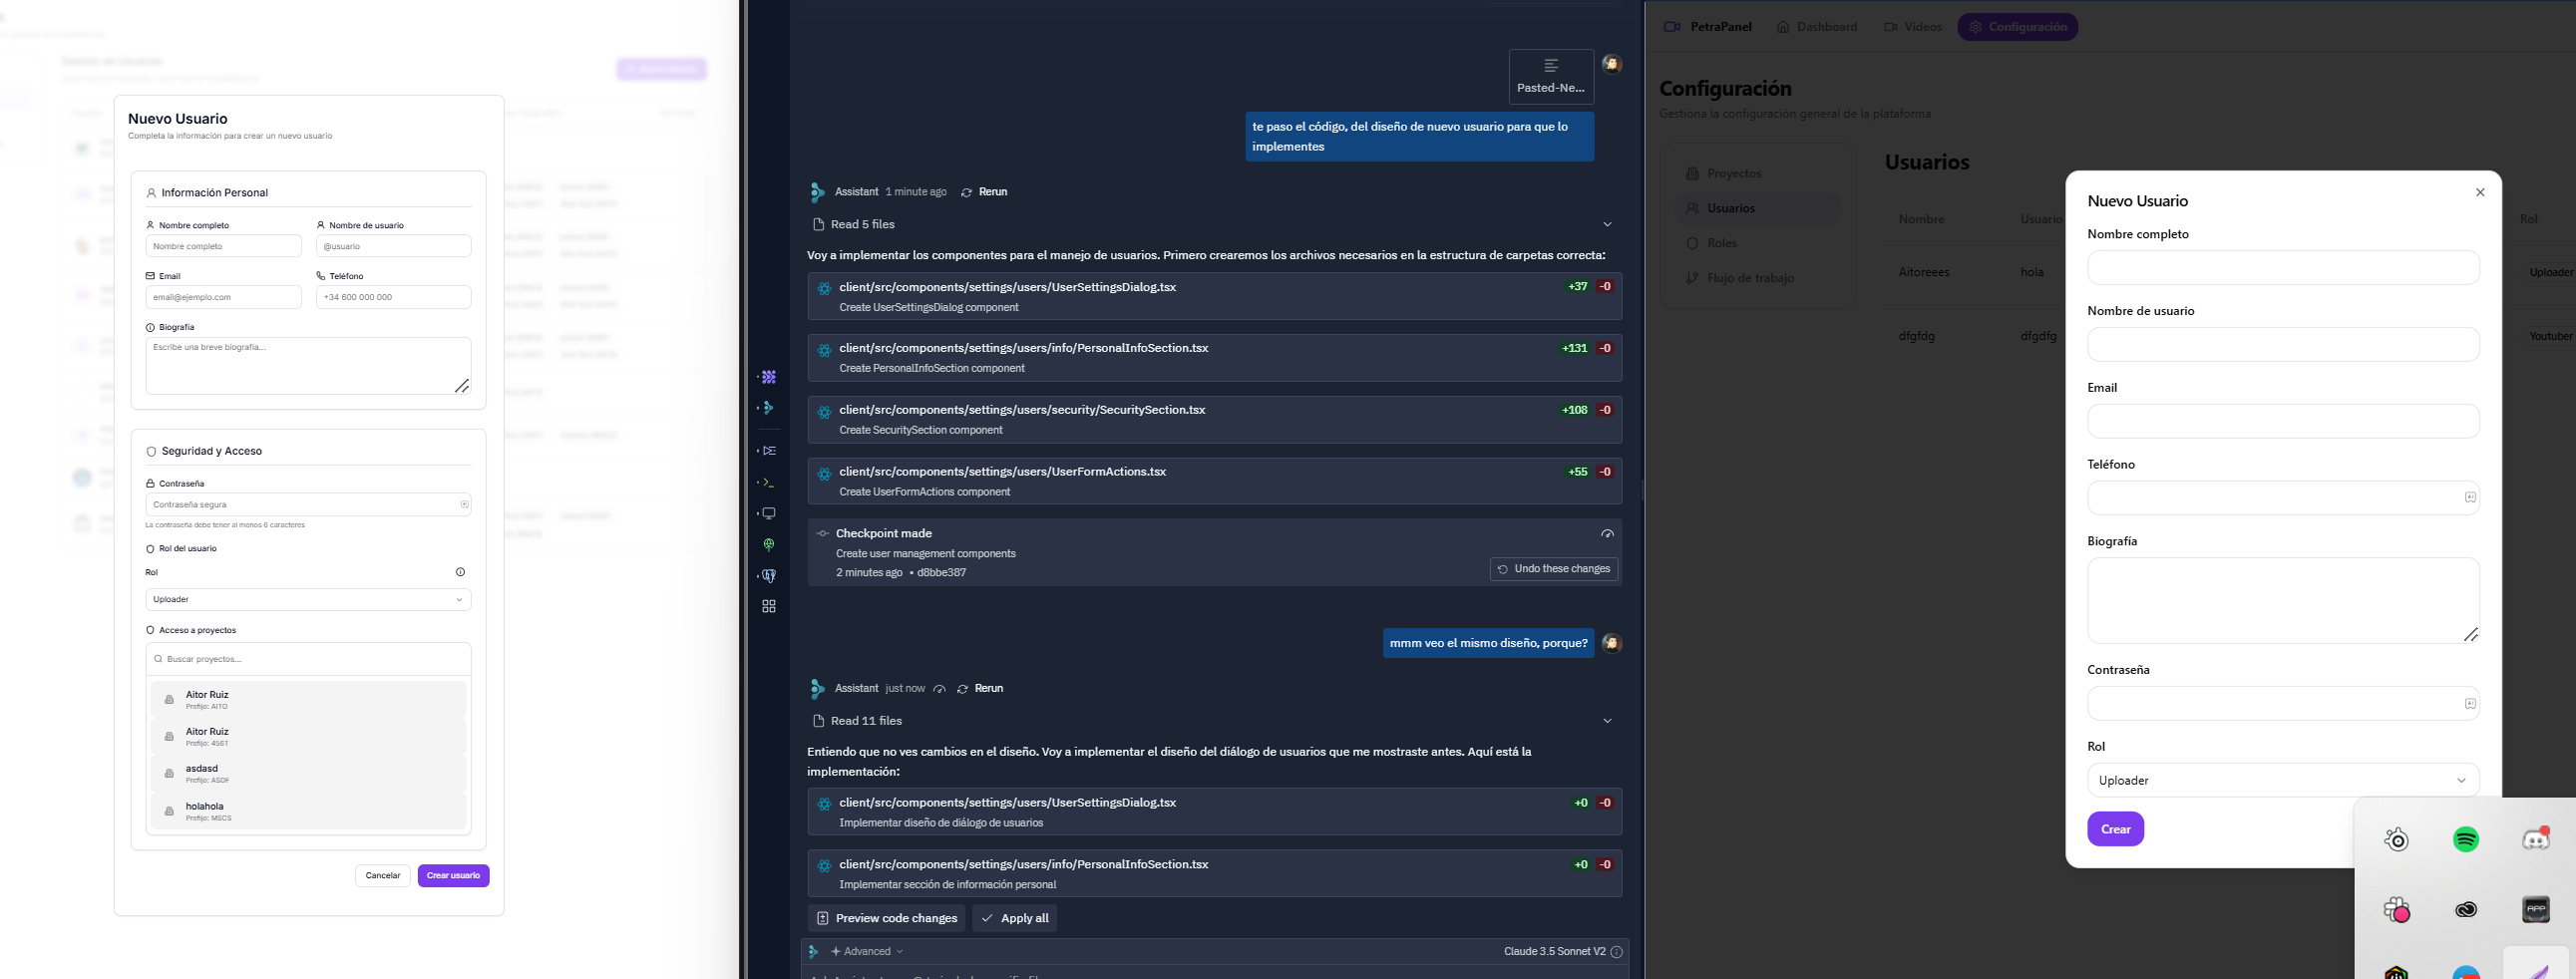 Nuevo Usuario
Completa la información para crear un nuevo usuario
Información Personal
Nombre completo
Nombre de usuario
Nombre completo
@usuario
Email
Teléfono
email@ejemplo.com
+34 600 000 000
Biografía
Escribe una breve biografía...
Seguridad y Acceso
Contraseña
Contraseña segura
La contraseña debe tener al menos 6 caracteres
Rol del usuario
Rol
Uploader
Acceso a proyectos
Buscar proyectos...
Aitor Ruiz
Prefijo: AITO
Aitor Ruiz
Prefijo: 4567
asdasd
Prefijo: ASDF
holahola
Prefijo: MSCS
Cancelar
Crear usuario
Pasted-Ne...
te paso el código, del diseño de nuevo usuario para que lo
implementes
Assistant 1 minute ago Rerun
Read 5 files
Voy a implementar los componentes para el manejo de usuarios. Primero crearemos los archivos necesarios en la estructura de carpetas correcta:
client/src/components/settings/users/UserSettingsDialog.tsx +37 -0
Create UserSettingsDialog component
client/src/components/settings/users/info/PersonalInfoSection.tsx +131 -0
Create PersonalInfoSection component
client/src/components/settings/users/security/SecuritySection.tsx +108 -0
Create SecuritySection component
client/src/components/settings/users/UserFormActions.tsx +55 -0
Create UserFormActions component
Checkpoint made
Create user management components
2 minutes ago • d8bbe387
Undo these changes
mmm veo el mismo diseño, porque?
Assistant just now Rerun
Read 11 files
Entiendo que no ves cambios en el diseño. Voy a implementar el diseño del diálogo de usuarios que me mostraste antes. Aquí está la
implementación:
client/src/components/settings/users/UserSettingsDialog.tsx +0 -0
Implementar diseño de diálogo de usuarios
client/src/components/settings/users/info/PersonalInfoSection.tsx +0 -0
Implementar sección de información personal
Preview code changes
Apply all
Advanced
Claude 3.5 Sonnet V2
PetraPanel
Dashboard
Videos
Configuración
Configuración
Gestiona la configuración general de la plataforma
Proyectos
Usuarios
Roles
Flujo de trabajo
Usuarios
Nombre
Usuario
Rol
Aitoreees
hola
Uploader
dfgfdg
dfgdfg
Youtuber
Nuevo Usuario
Nombre completo
Nombre de usuario
Email
Teléfono
Biografía
Contraseña
Rol
Uploader
Crear
APP